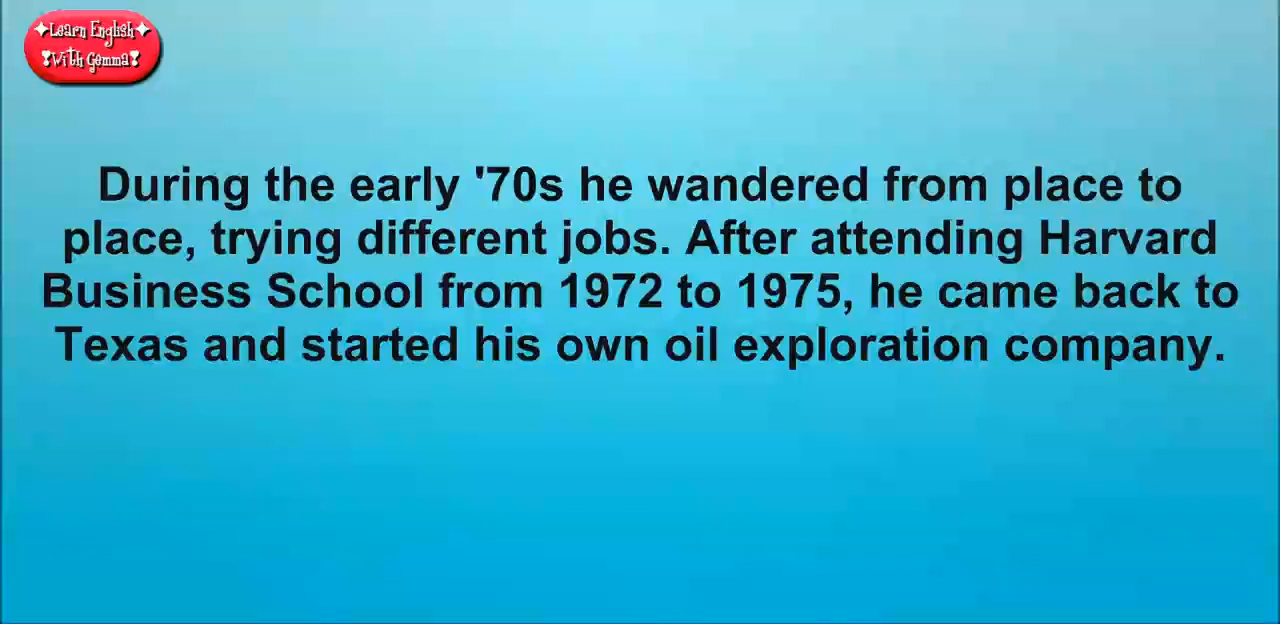 Learn English
With Gemma
During the early '70s he wandered from place to
place, trying different jobs. After attending Harvard
Business School from 1972 to 1975, he came back to
Texas and started his own oil exploration company.